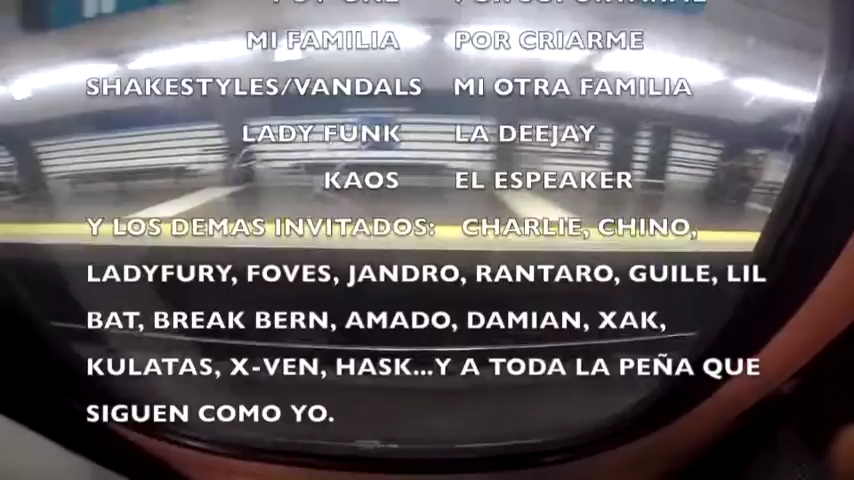 MI FAMILIA POR CRIARME
SHAKESTYLES/VANDALS MI OTRA FAMILIA
LADY FUNK LA DEEJAY
KAOS EL ESPEAKER
Y LOS DEMAS INVITADOS: CHARLIE, CHINO,
LADYFURY, FOVES, JANDRO, RANTARO, GUILE, LIL
BAT, BREAK BERN, AMADO, DAMIAN, XAK,
KULATAS, X-VEN, HASK...Y A TODA LA PEÑA QUE
SIGUEN COMO YO.